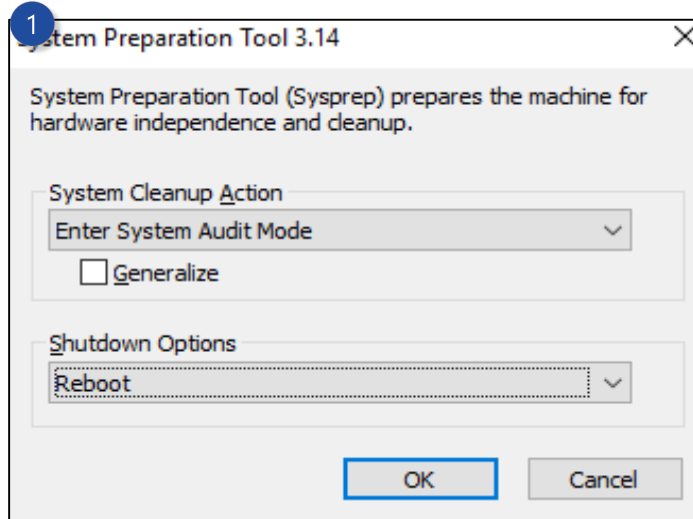 1
System Preparation Tool 3.14
System Preparation Tool (Sysprep) prepares the machine for
hardware independence and cleanup.
System Cleanup Action
Enter System Audit Mode
Generalize
Shutdown Options
Reboot
OK Cancel